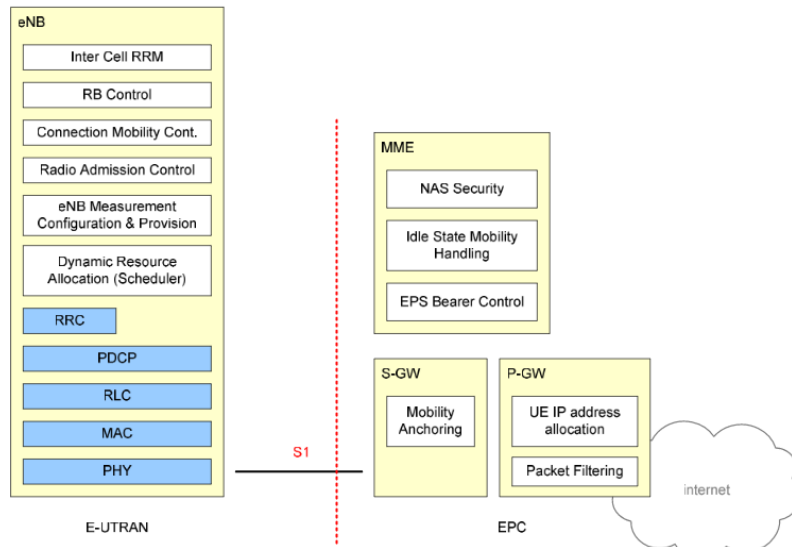 eNB
Inter Cell RRM
RB Control
Connection Mobility Cont.
Radio Admission Control
eNB Measurement
Configuration & Provision
Dynamic Resource
Allocation (Scheduler)
RRC
PDCP
RLC
MAC
PHY
S1
MME
NAS Security
Idle State Mobility
Handling
EPS Bearer Control
S-GW
Mobility
Anchoring
P-GW
UE IP address
allocation
Packet Filtering
internet
E-UTRAN
EPC